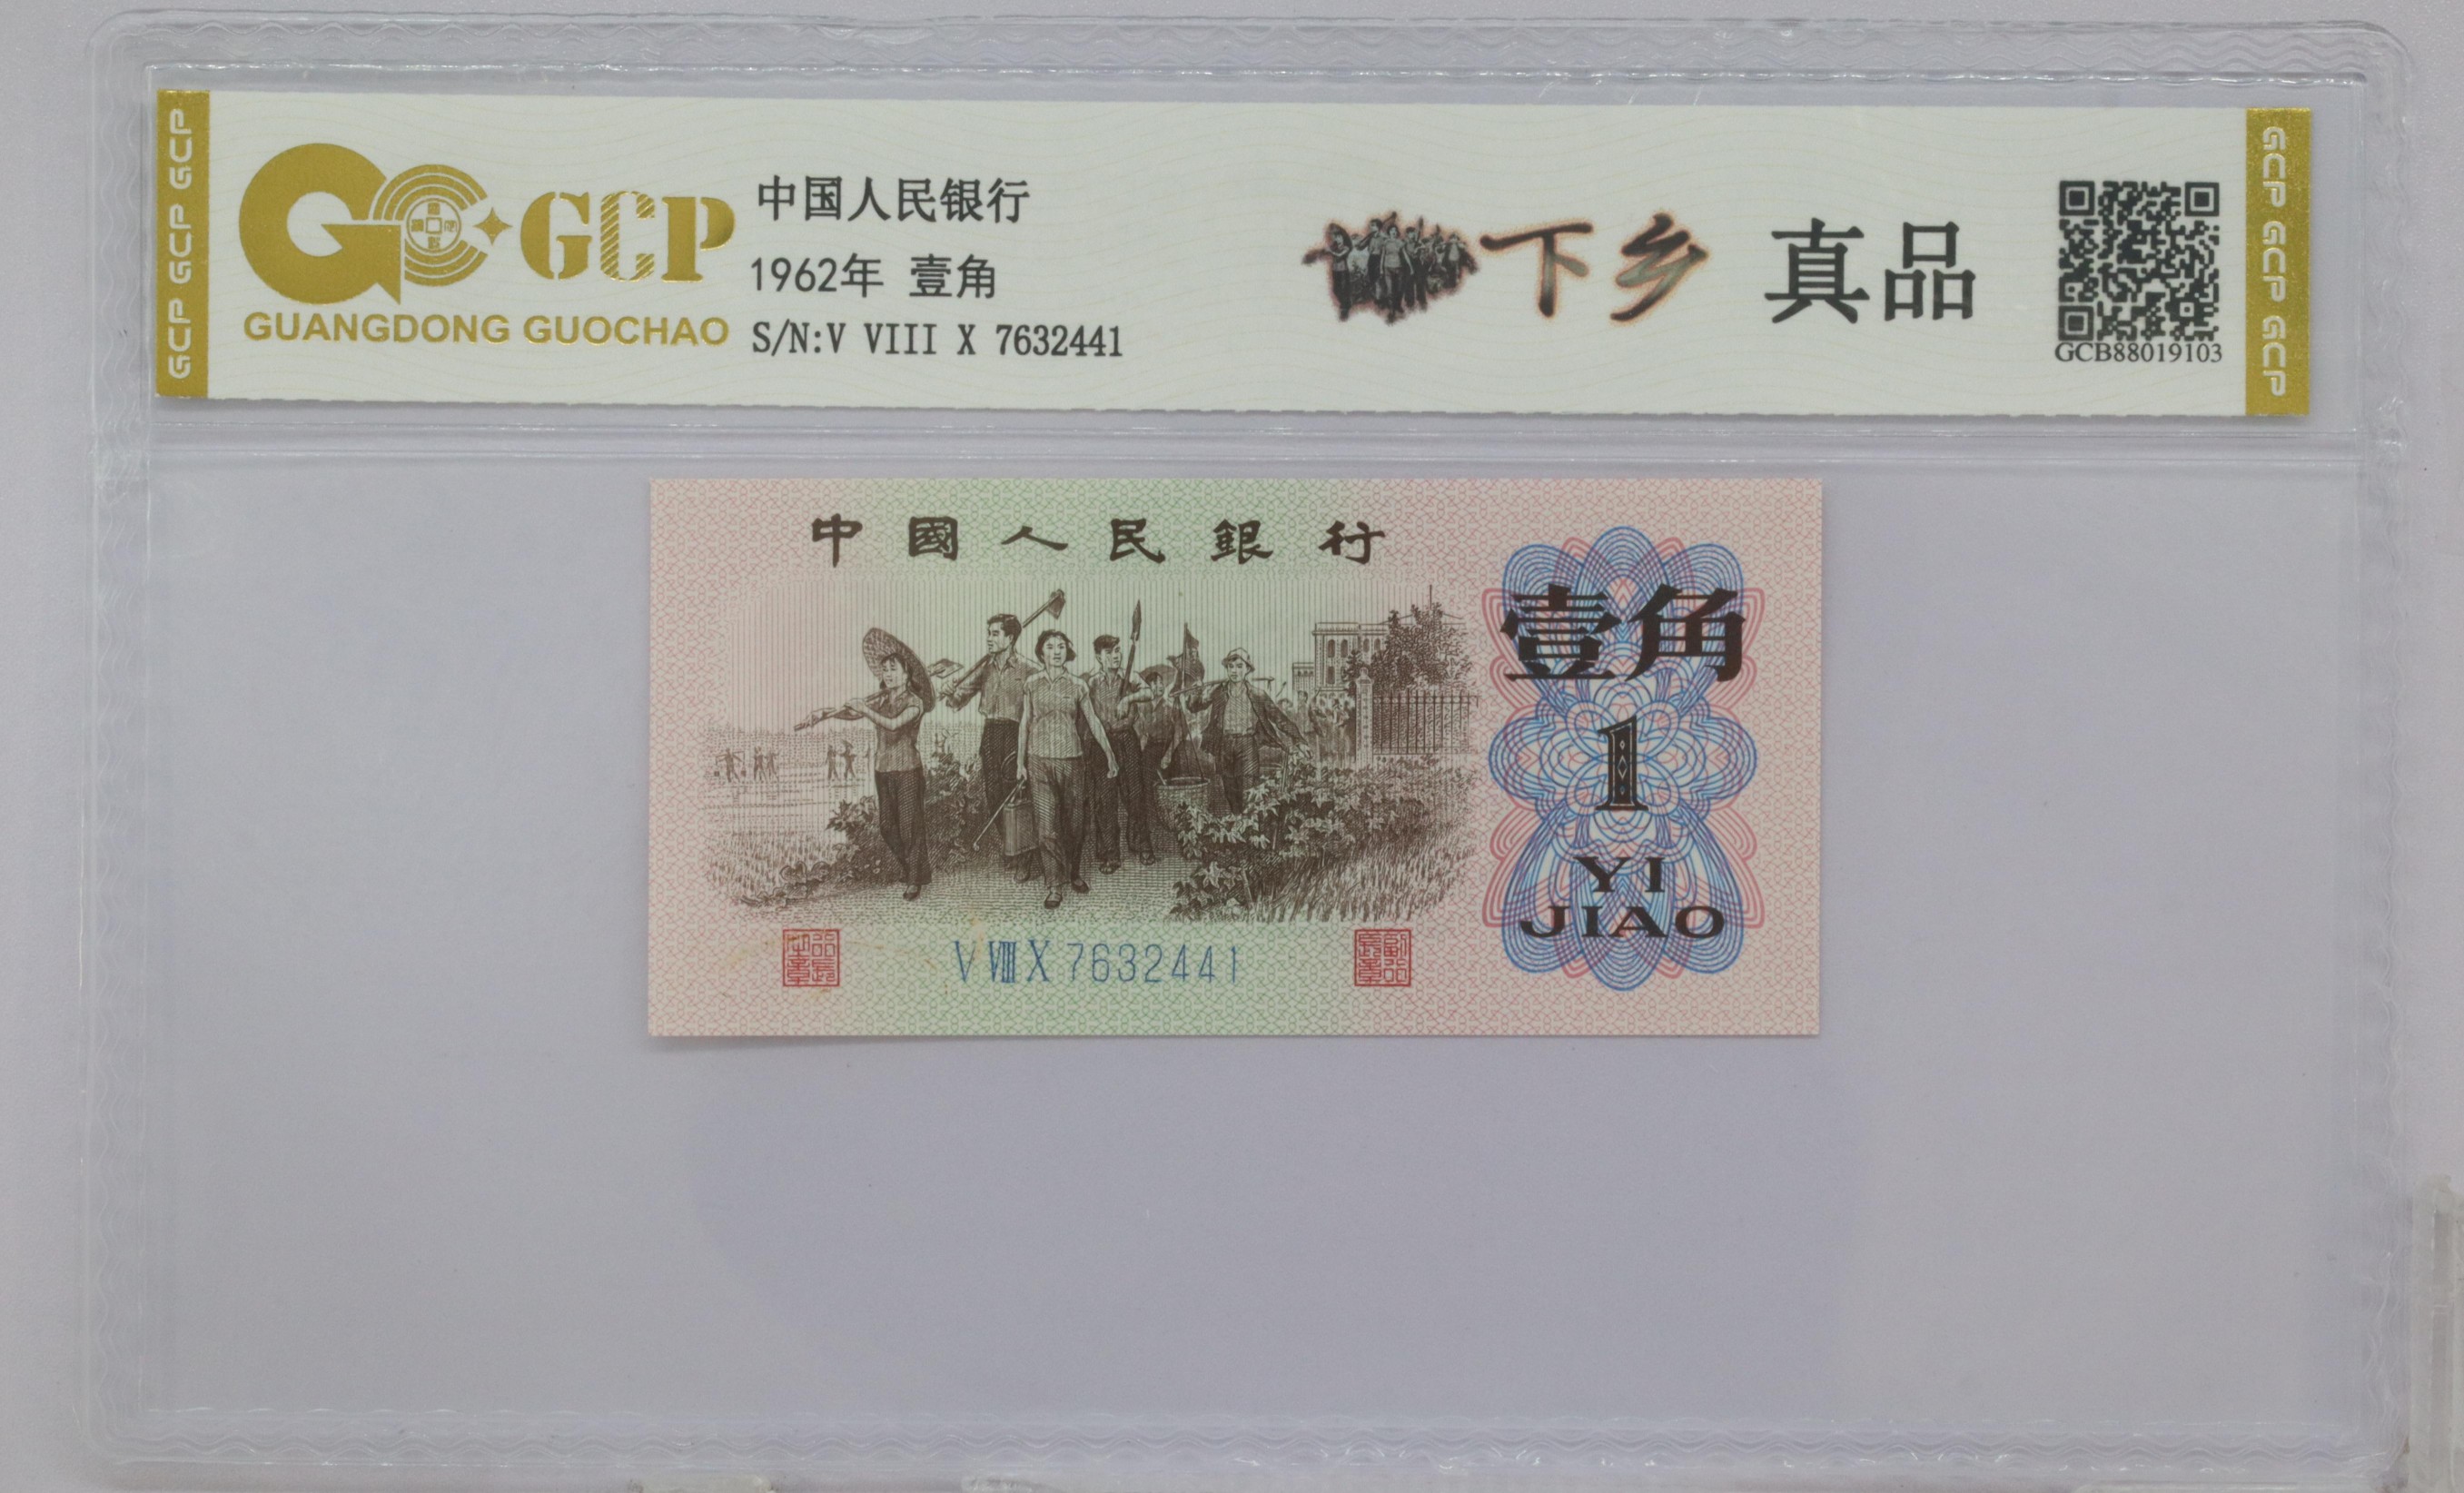 GCP GCP GCP
GCP
GUANGDONG GUOCHAO
中国人民银行
1962年 壹角
S/N:V VIII X 7632441
下乡 真品
GCB88019103
GCP GCP GCP
中國人民銀行
壹角
1
YI
JIAO
V VIII X 7632441